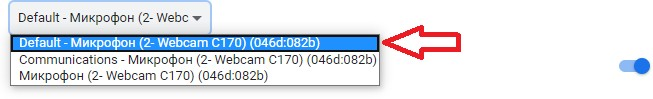 Default - Микрофон (2- Webc
Default - Микрофон (2- Webcam C170) (046d:082b)
Communications - Микрофон (2- Webcam C170) (046d:082b)
Микрофон (2- Webcam C170) (046d:082b)